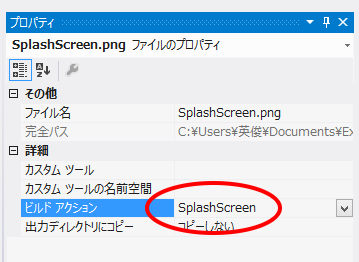 プロパティ
SplashScreen.png ファイルのプロパティ
その他
ファイル名 SplashScreen.png
完全パス C:¥Users¥英俊¥Documents¥Ex
詳細
カスタム ツール
カスタム ツールの名前空間
ビルド アクション SplashScreen
出力ディレクトリにコピー コピーしない